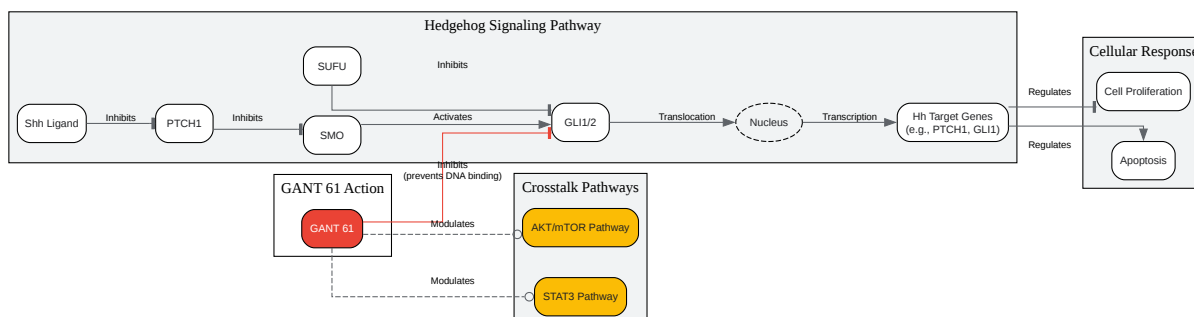 Hedgehog Signaling Pathway
Cellular Response
SUFU
Inhibits
Shh Ligand
Inhibits
PTCH1
Inhibits
SMO
Activates
GLI1/2
Translocation
Nucleus
Transcription
Hh Target Genes
(e.g., PTCH1, GLI1)
Regulates
Cell Proliferation
Regulates
Apoptosis
Inhibits
(prevents DNA binding)
GANT 61 Action
Crosstalk Pathways
GANT 61
Modulates
AKT/mTOR Pathway
Modulates
STAT3 Pathway